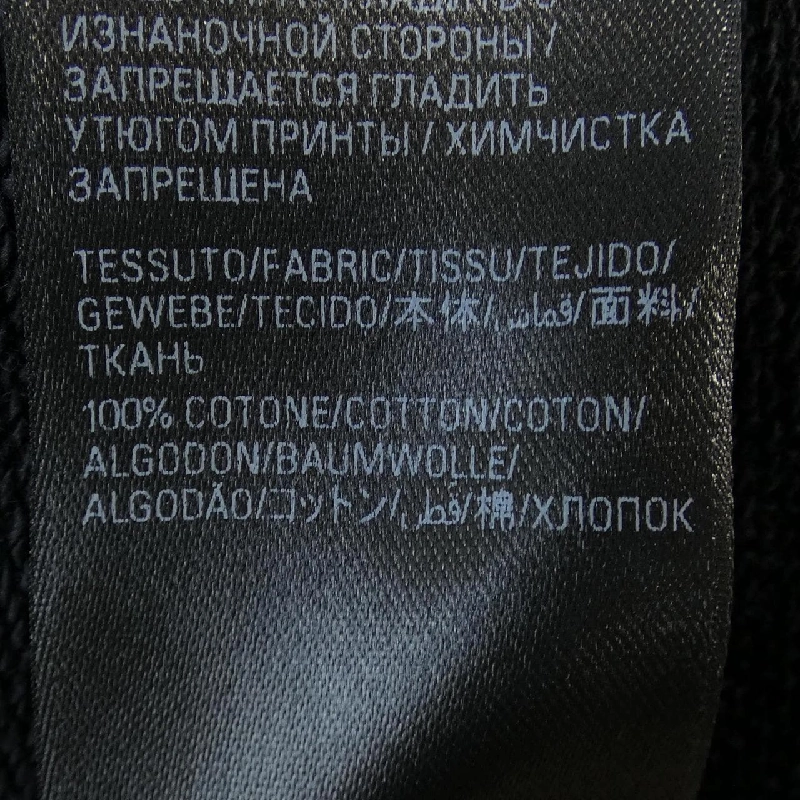 ИЗНАНОЧНОЙ СТОРОНЫ /
ЗАПРЕЩАЕТСЯ ГЛАДИТЬ
УТЮГОМ ПРИНТЫ / ХИМЧИСТКА
ЗАПРЕЩЕНА
TESSUTO/FABRIC/TISSU/TEJIDO/
GEWEBE/TECIDO/本体/قماس/面料/
ТКАНЬ
100% COTONE/COTTON/COTON/
ALGODON/BAUMWOLLE/
ALGODÃO/コットン/قطن/棉/ХЛОПОК